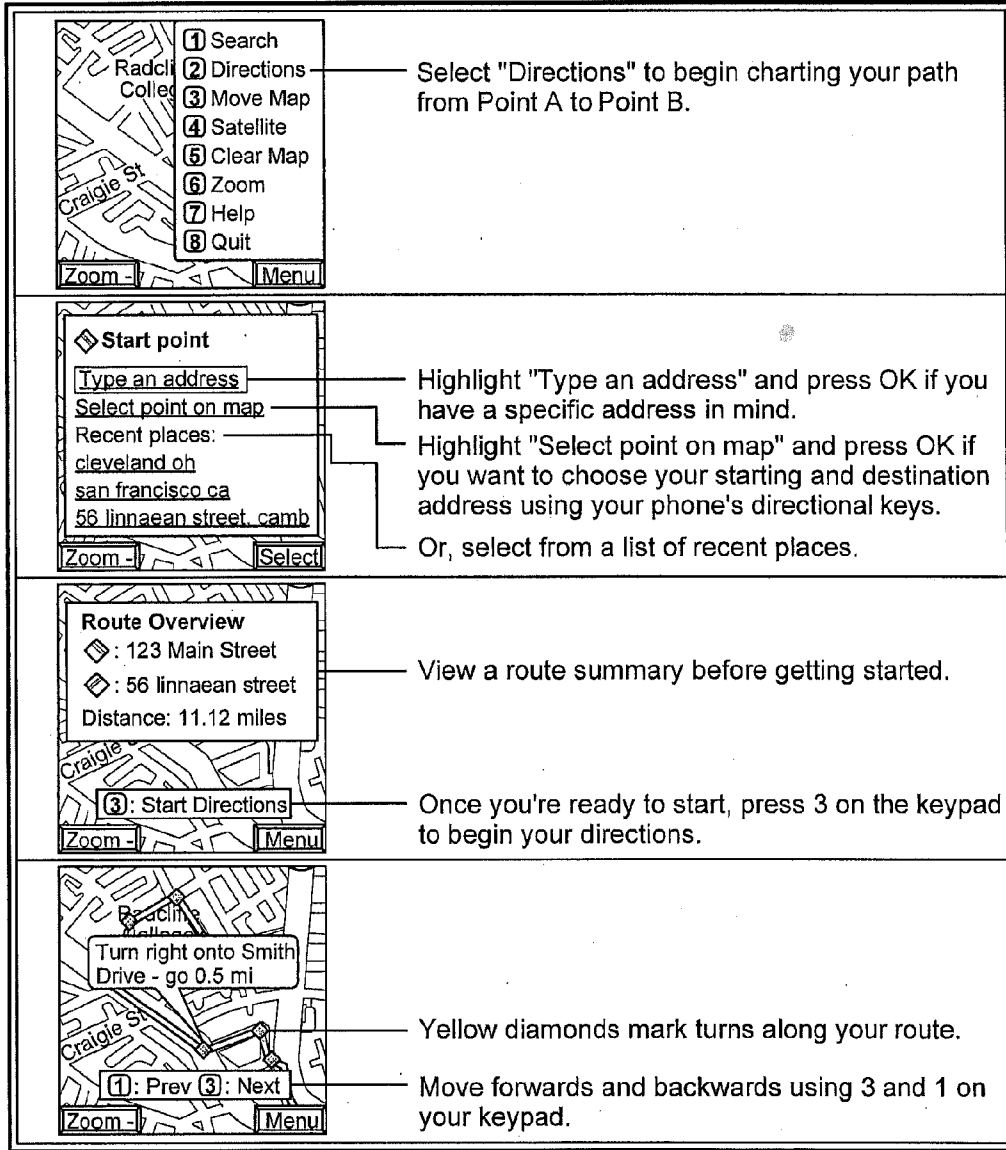 1 Search
Radcli 2 Directions
Colleg 3 Move Map
4 Satellite
5 Clear Map
6 Zoom
7 Help
8 Quit
Craigie St
Zoom - Menu
Select "Directions" to begin charting your path
from Point A to Point B.
Start point
Type an address
Select point on map
Recent places:
cleveland oh
san francisco ca
56 linnaean street, camb
Zoom - Select
Highlight "Type an address" and press OK if you
have a specific address in mind.
Highlight "Select point on map" and press OK if
you want to choose your starting and destination
address using your phone's directional keys.
Or, select from a list of recent places.
Route Overview
: 123 Main Street
: 56 linnaean street
Distance: 11.12 miles
Craigie
3: Start Directions
Zoom - Menu
View a route summary before getting started.
Once you're ready to start, press 3 on the keypad
to begin your directions.
Turn right onto Smith
Drive - go 0.5 mi
Craigie St
1: Prev 3: Next
Zoom - Menu
Yellow diamonds mark turns along your route.
Move forwards and backwards using 3 and 1 on
your keypad.